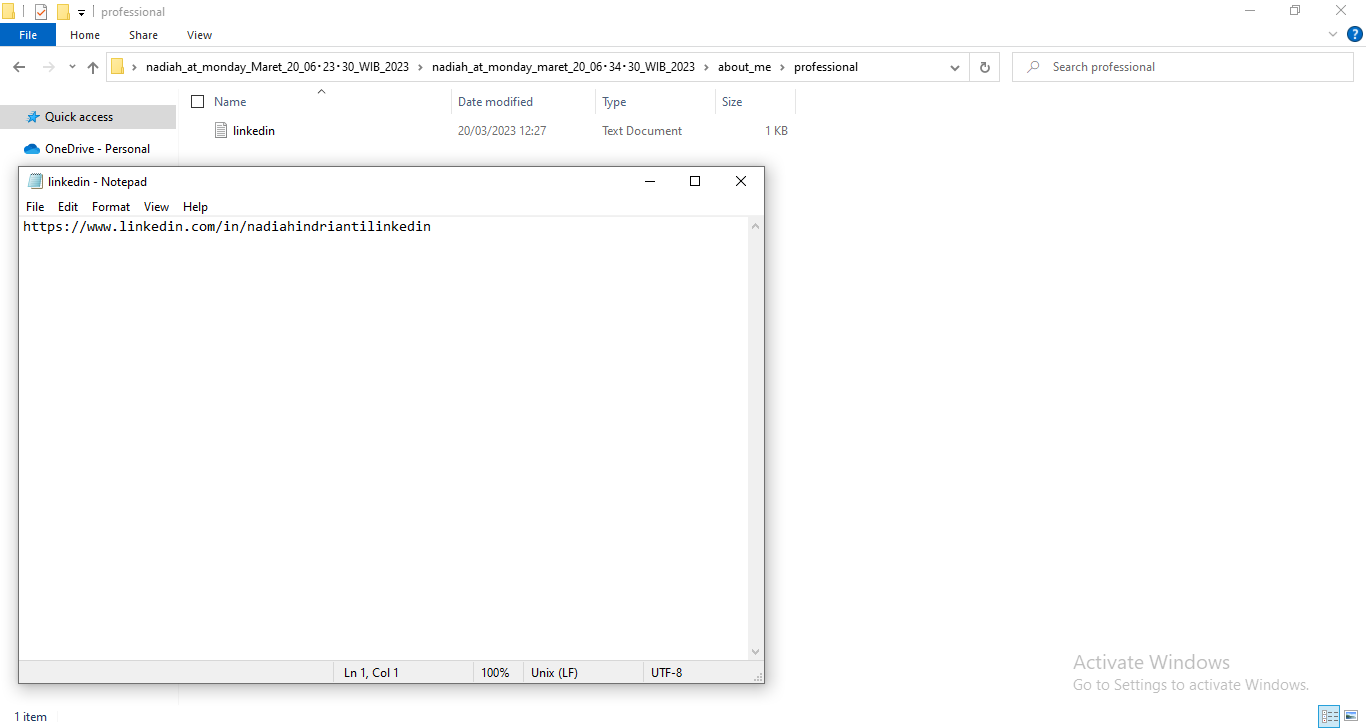 professional
File Home Share View
nadiah_at_monday_Maret_20_06•23•30_WIB_2023 nadiah_at_monday_maret_20_06•34•30_WIB_2023 about_me professional
Search professional
Name Date modified Type Size
linkedin 20/03/2023 12:27 Text Document 1 KB
Quick access
OneDrive - Personal
linkedin - Notepad
File Edit Format View Help
https://www.linkedin.com/in/nadiahindriantilinkedin
Ln 1, Col 1 100% Unix (LF) UTF-8
Activate Windows
Go to Settings to activate Windows.
1 item